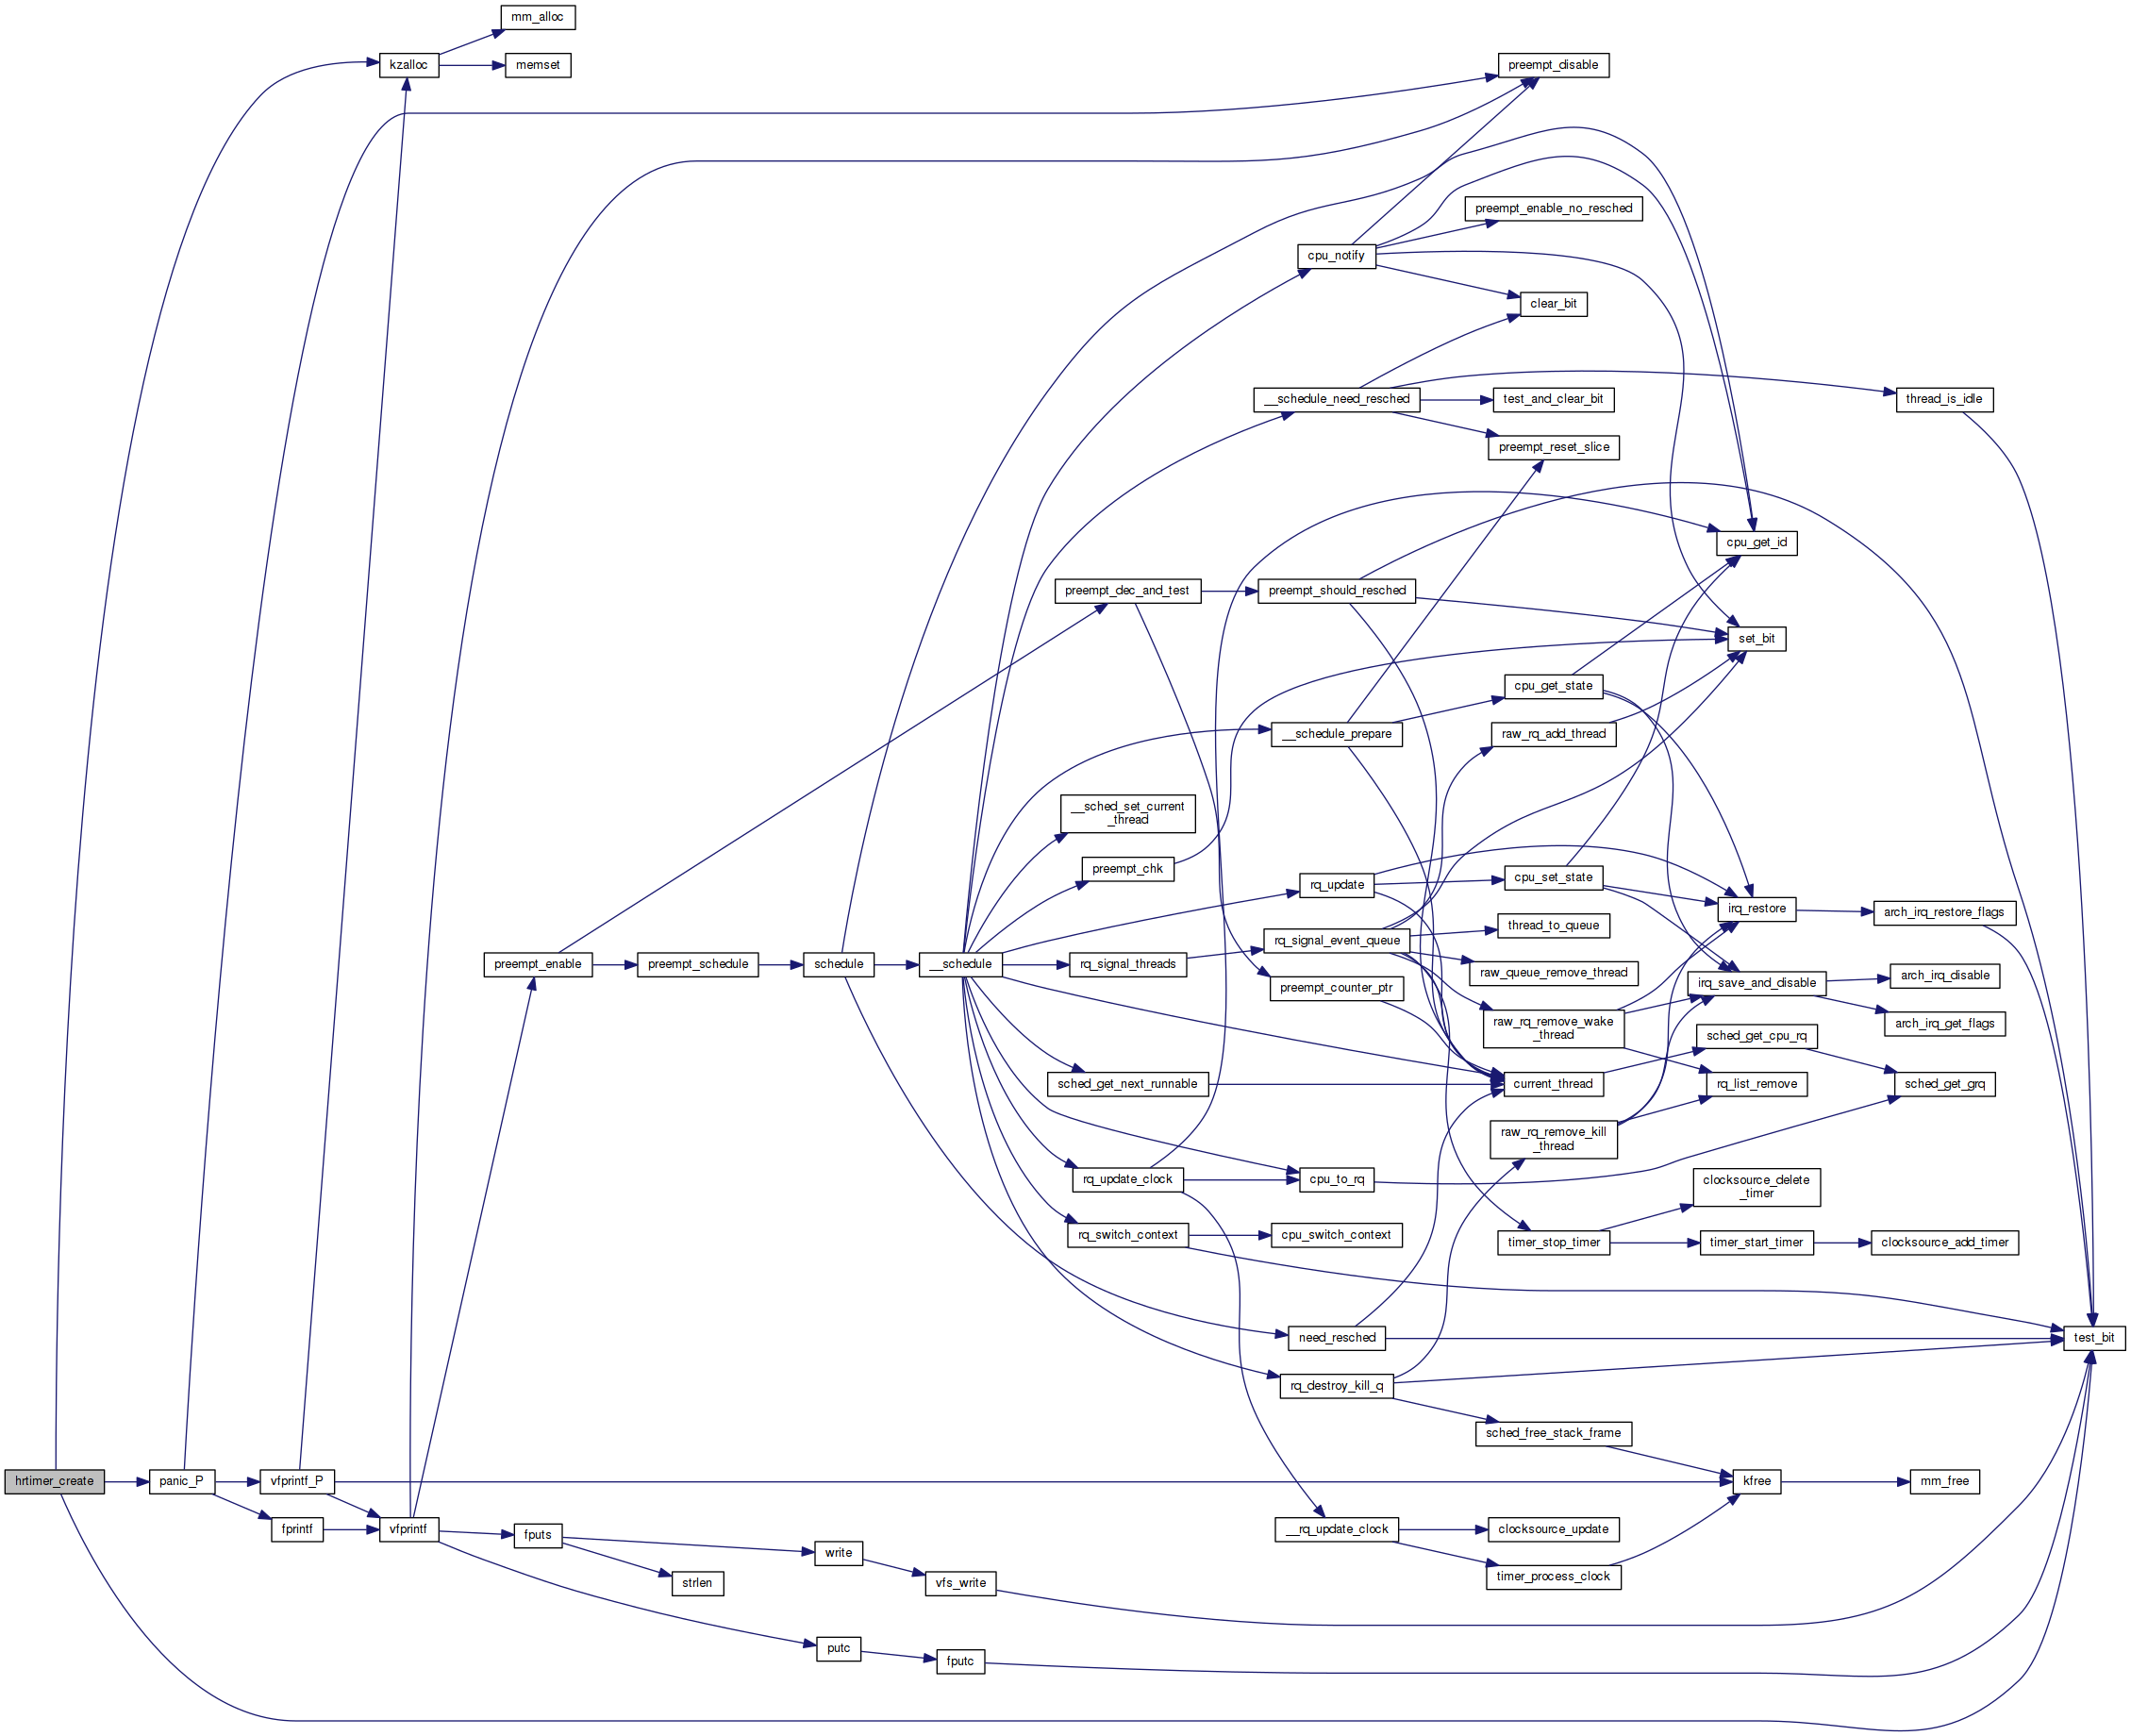 mm_alloc
kzalloc
memset
preempt_disable
preempt_enable_no_resched
cpu_notify
clear_bit
__schedule_need_resched
test_and_clear_bit
thread_is_idle
preempt_reset_slice
cpu_get_id
preempt_dec_and_test
preempt_should_resched
set_bit
cpu_get_state
__schedule_prepare
raw_rq_add_thread
__sched_set_current
_thread
preempt_chk
rq_update
cpu_set_state
irq_restore
arch_irq_restore_flags
thread_to_queue
rq_signal_event_queue
preempt_enable
preempt_schedule
schedule
__schedule
rq_signal_threads
raw_queue_remove_thread
preempt_counter_ptr
irq_save_and_disable
arch_irq_disable
arch_irq_get_flags
raw_rq_remove_wake
_thread
sched_get_cpu_rq
sched_get_next_runnable
current_thread
rq_list_remove
sched_get_grq
raw_rq_remove_kill
_thread
rq_update_clock
cpu_to_rq
clocksource_delete
_timer
rq_switch_context
cpu_switch_context
timer_stop_timer
timer_start_timer
clocksource_add_timer
need_resched
test_bit
rq_destroy_kill_q
sched_free_stack_frame
hrtimer_create
panic_P
vfprintf_P
kfree
mm_free
fprintf
vfprintf
fputs
__rq_update_clock
clocksource_update
write
timer_process_clock
strlen
vfs_write
putc
fputc